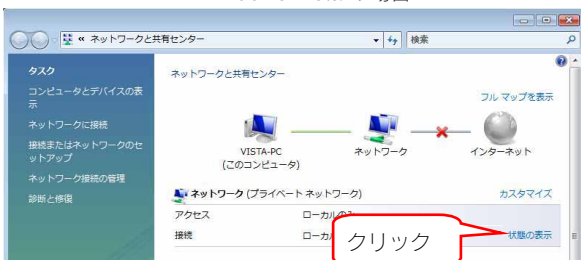 « ネットワークと共有センター
検索
タスク
コンピュータとデバイスの表
示
ネットワークに接続
接続またはネットワークのセ
ットアップ
ネットワーク接続の管理
診断と修復
ネットワークと共有センター
フル マップを表示
VISTA-PC
(このコンピュータ)
ネットワーク
インターネット
ネットワーク (プライベート ネットワーク)
カスタマイズ
アクセス
ローカルのみ
接続
ローカル
状態の表示
クリック